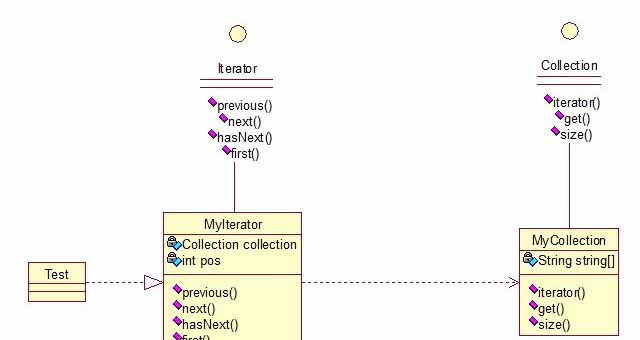 Iterator
previous()
next()
hasNext()
first()
Collection
iterator()
get()
size()
MyIterator
Collection collection
int pos
previous()
next()
hasNext()
first()
Test
MyCollection
String string[]
iterator()
get()
size()